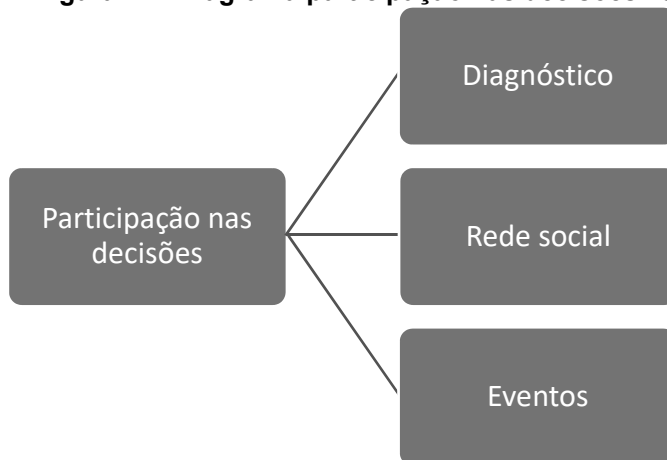 Diagnóstico
Participação nas
decisões
Rede social
Eventos